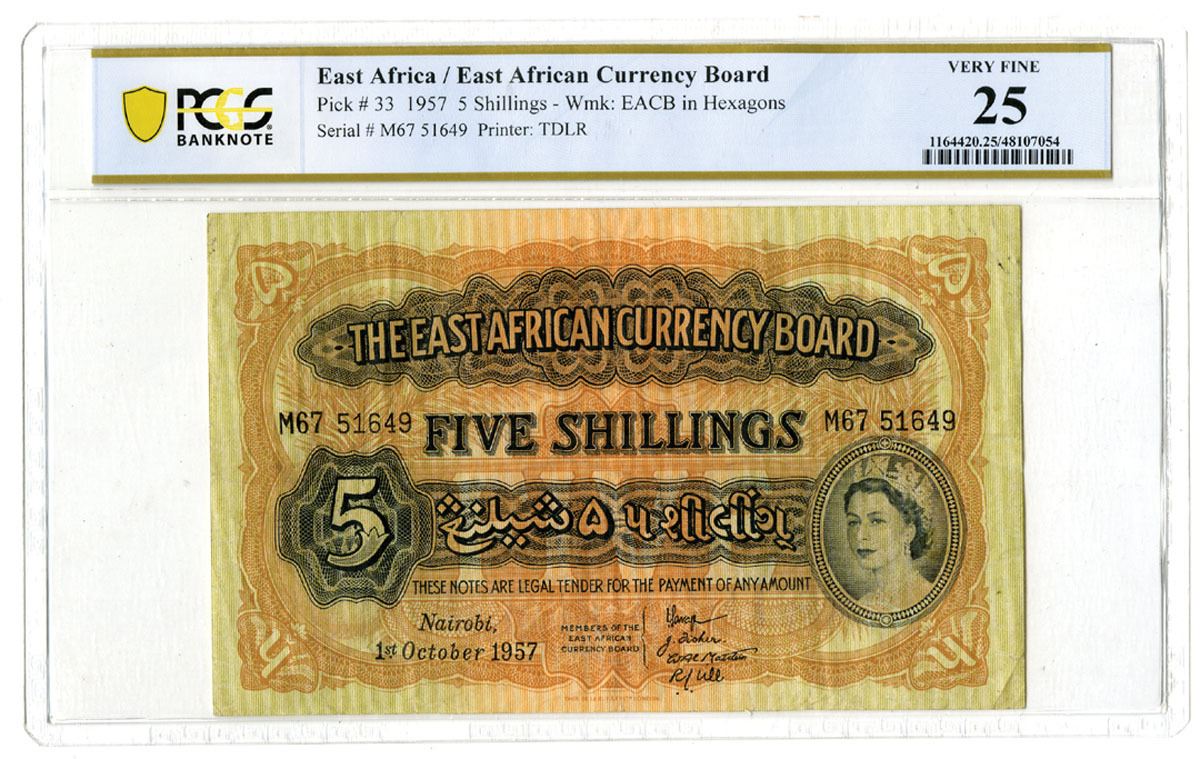 East Africa / East African Currency Board
Pick # 33 1957 5 Shillings - Wmk: EACB in Hexagons
Serial # M67 51649 Printer: TDLR
PCGS
BANKNOTE
VERY FINE
25
1164420.25/48107054
THE EAST AFRICAN CURRENCY BOARD
M67 51649 FIVE SHILLINGS M67 51649
5
شيلنغ ۵ ૫ શીલીંગ
THESE NOTES ARE LEGAL TENDER FOR THE PAYMENT OF ANY AMOUNT
Nairobi,
1st October 1957
MEMBERS OF THE
EAST AFRICAN
CURRENCY BOARD